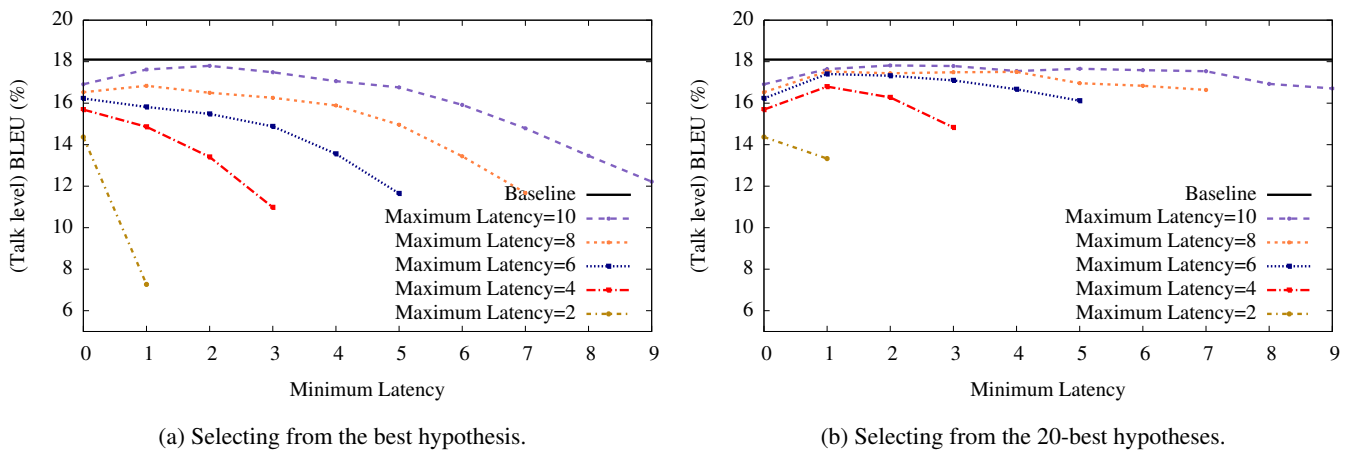 (Talk level) BLEU (%)
20
18
16
14
12
10
8
6
Baseline
Maximum Latency=10
Maximum Latency=8
Maximum Latency=6
Maximum Latency=4
Maximum Latency=2
0 1 2 3 4 5 6 7 8 9
Minimum Latency
(a) Selecting from the best hypothesis.
(Talk level) BLEU (%)
20
18
16
14
12
10
8
6
Baseline
Maximum Latency=10
Maximum Latency=8
Maximum Latency=6
Maximum Latency=4
Maximum Latency=2
0 1 2 3 4 5 6 7 8 9
Minimum Latency
(b) Selecting from the 20-best hypotheses.